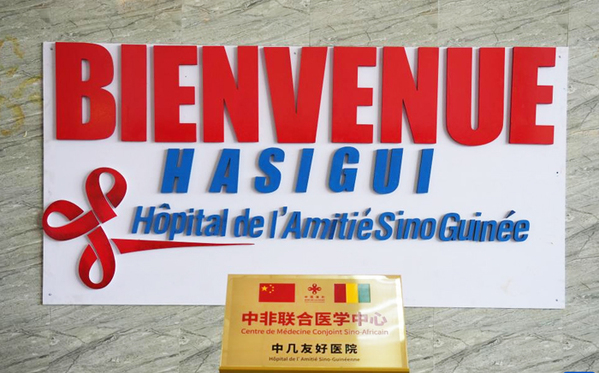 BIENVENUE
HASIGUI
Hôpital de l'Amitié Sino Guinée
中非联合医学中心
Centre de Médecine Conjoint Sino-Africain
中几友好医院
Hôpital de l' Amitié Sino-Guinéenne